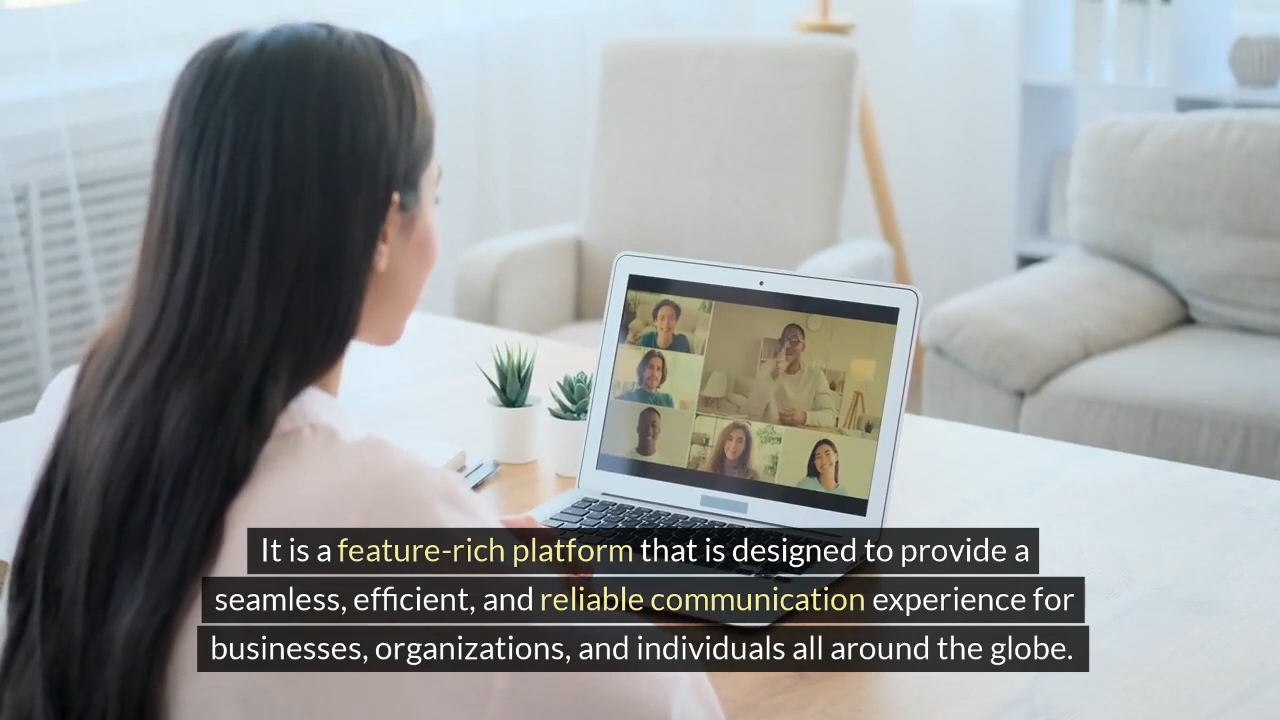 It is a feature-rich platform that is designed to provide a
seamless, efficient, and reliable communication experience for
businesses, organizations, and individuals all around the globe.